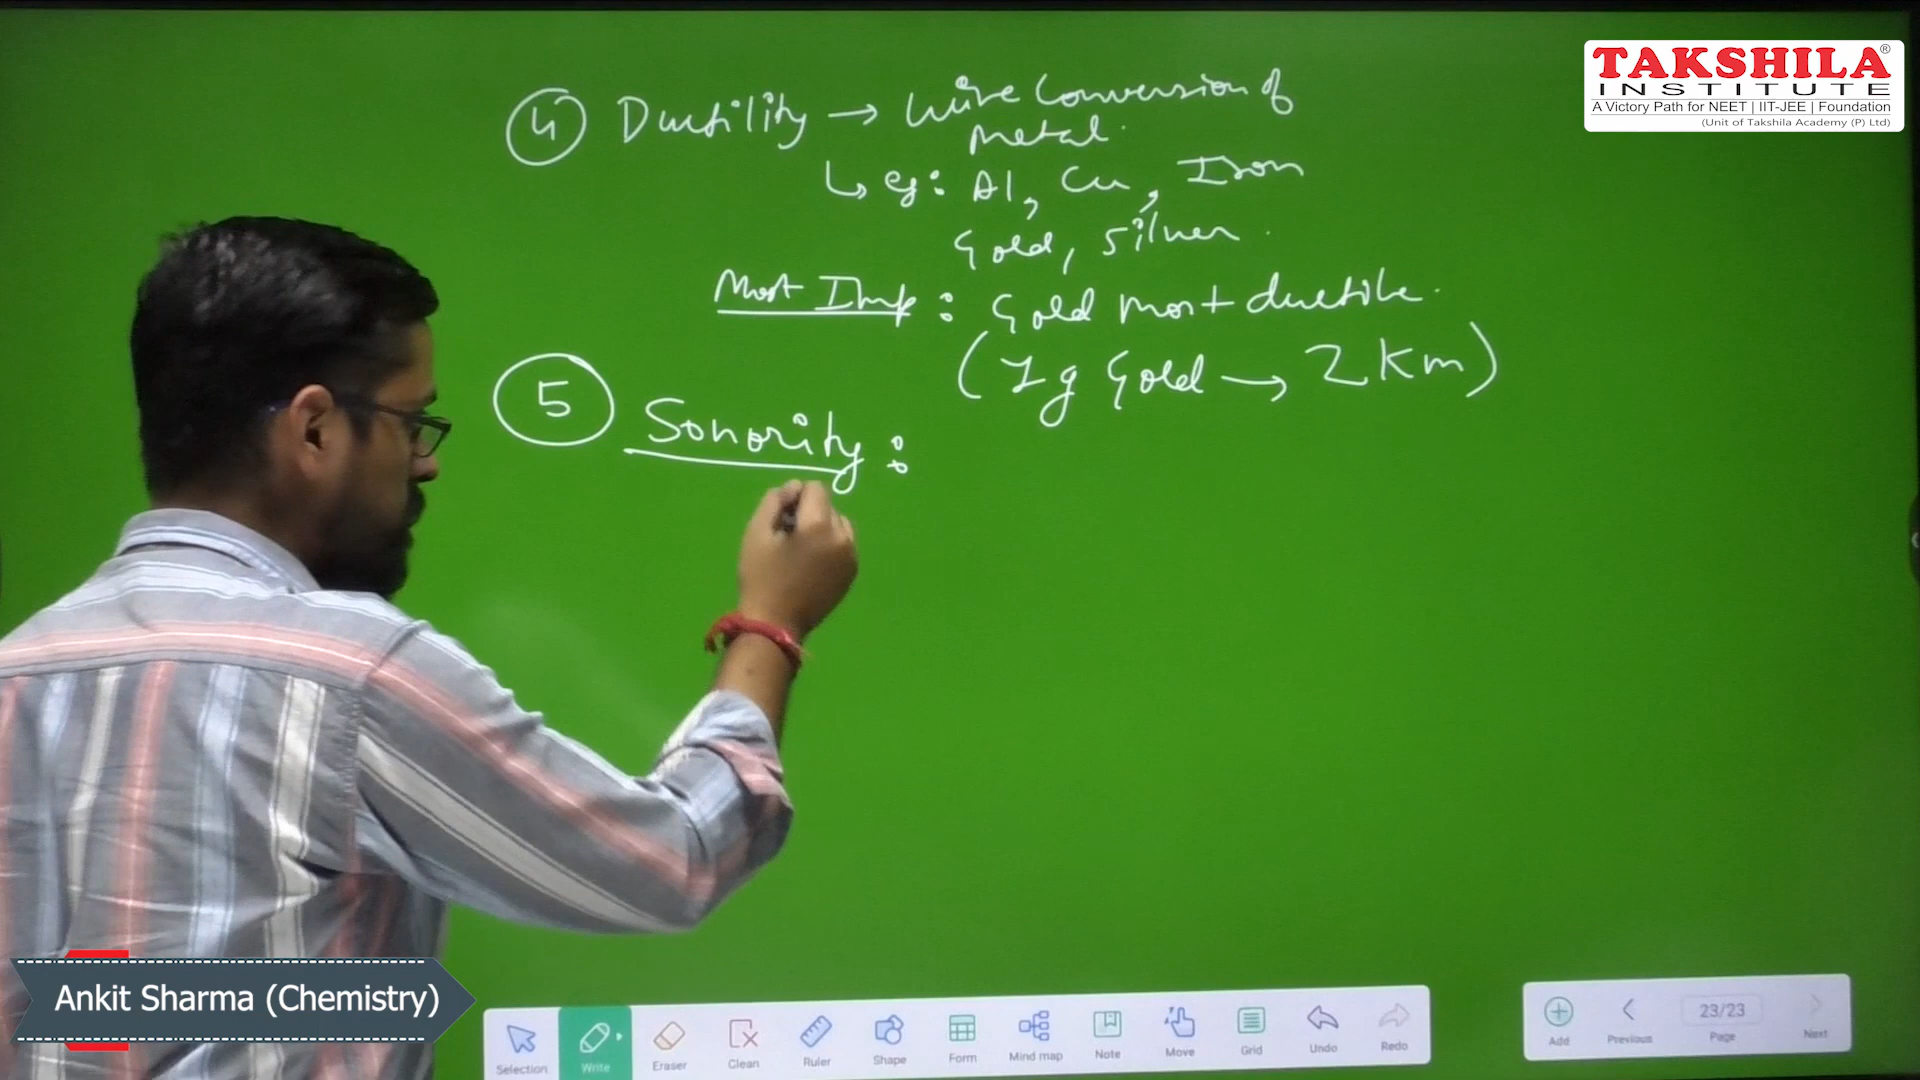 TAKSHILA®
INSTITUTE
A Victory Path for NEET | IIT-JEE | Foundation
(Unit of Takshila Academy (P) Ltd)
4 Ductility → Wire Conversion of
Metal.
↳ eg: Al, Cu, Iron
Gold, Silver.
Most Imp : Gold most ductile.
(1g Gold → 2 Km)
5 Sonority :
Ankit Sharma (Chemistry)
Selection Write Eraser Clean Ruler Shape Form Mind map Note Move Grid Undo Redo
Add Previous 23/23 Page Next